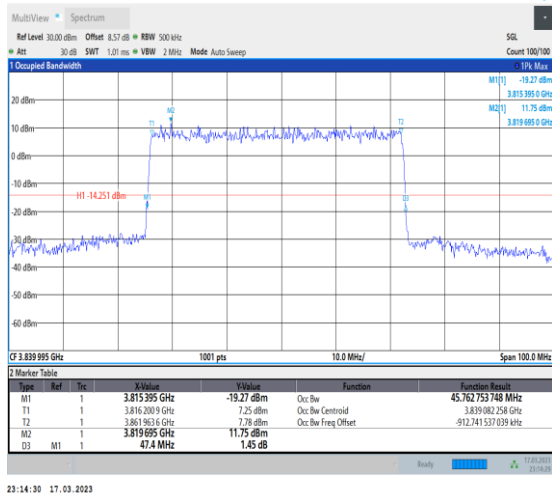 MultiView Spectrum
Ref Level 30.00 dBm Offset 8.57 dB RBW 500 kHz SGL
Att 30 dB SWT 1.01 ms VBW 2 MHz Mode Auto Sweep Count 100/100
1 Occupied Bandwidth 1Pk Max
M1[1] -19.27 dBm
3.815 395 0 GHz
M2[1] 11.75 dBm
3.819 695 0 GHz
20 dBm
M2
T1 T2
10 dBm
0 dBm
-10 dBm
H1 -14.251 dBm
M1 D3
-20 dBm
-30 dBm
-40 dBm
-50 dBm
-60 dBm
CF 3.839 995 GHz 1001 pts 10.0 MHz/ Span 100.0 MHz
2 Marker Table
Type Ref Trc X-Value Y-Value Function Function Result
M1 1 3.815 395 GHz -19.27 dBm Occ Bw 45.762 753 748 MHz
T1 1 3.816 200 9 GHz 7.25 dBm Occ Bw Centroid 3.839 082 258 GHz
T2 1 3.861 963 6 GHz 7.78 dBm Occ Bw Freq Offset -912.741 537 039 kHz
M2 1 3.819 695 GHz 11.75 dBm
D3 M1 1 47.4 MHz 1.45 dB
Ready 17.03.2023
23:14:29
23:14:30 17.03.2023